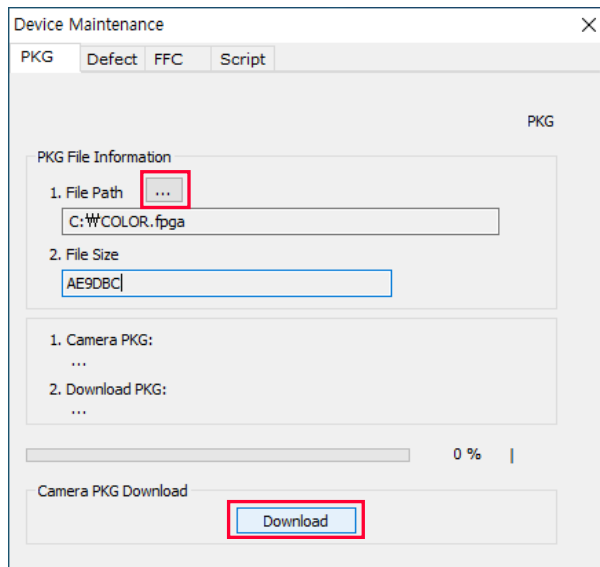 Device Maintenance
PKG Defect FFC Script
PKG
PKG File Information
1. File Path ...
C:₩COLOR.fpga
2. File Size
AE9DBC
1. Camera PKG:
...
2. Download PKG:
...
0 %
Camera PKG Download
Download